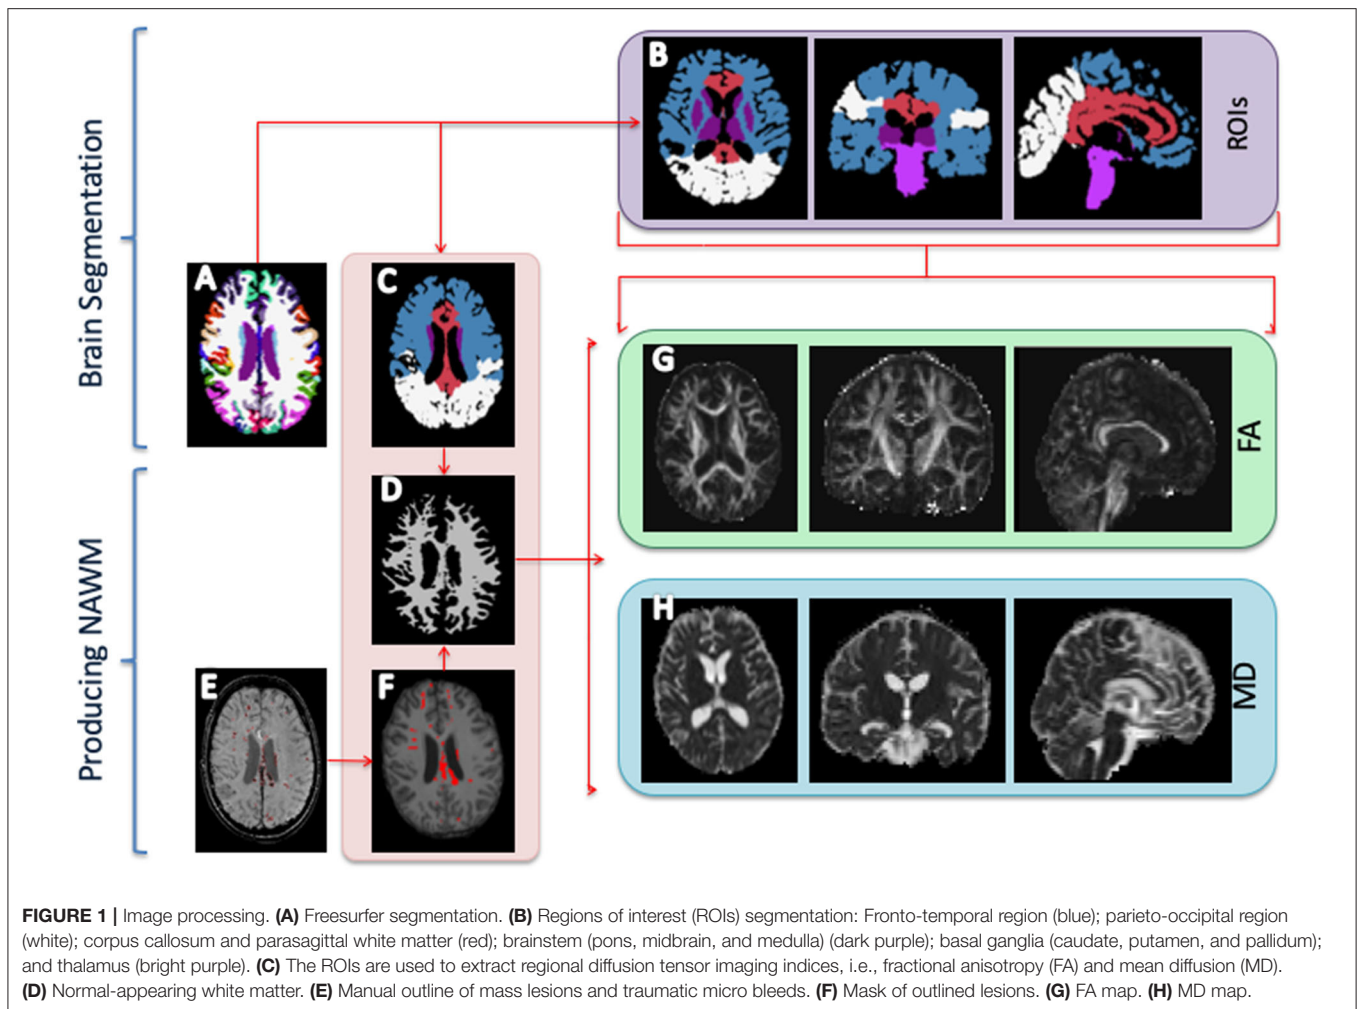 Brain Segmentation
Producing NAWM
A
B
ROIs
C
D
E
F
G
FA
H
MD
FIGURE 1 | Image processing. (A) Freesurfer segmentation. (B) Regions of interest (ROIs) segmentation: Fronto-temporal region (blue); parieto-occipital region
(white); corpus callosum and parasagittal white matter (red); brainstem (pons, midbrain, and medulla) (dark purple); basal ganglia (caudate, putamen, and pallidum);
and thalamus (bright purple). (C) The ROIs are used to extract regional diffusion tensor imaging indices, i.e., fractional anisotropy (FA) and mean diffusion (MD).
(D) Normal-appearing white matter. (E) Manual outline of mass lesions and traumatic micro bleeds. (F) Mask of outlined lesions. (G) FA map. (H) MD map.